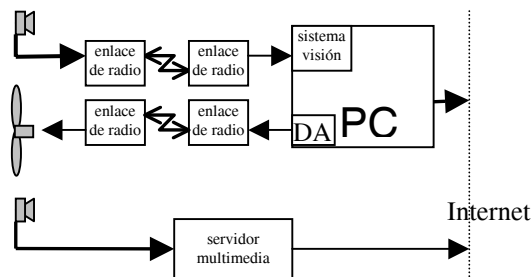 enlace
de radio
enlace
de radio
sistema
visión
enlace
de radio
enlace
de radio
DA
PC
Internet
servidor
multimedia